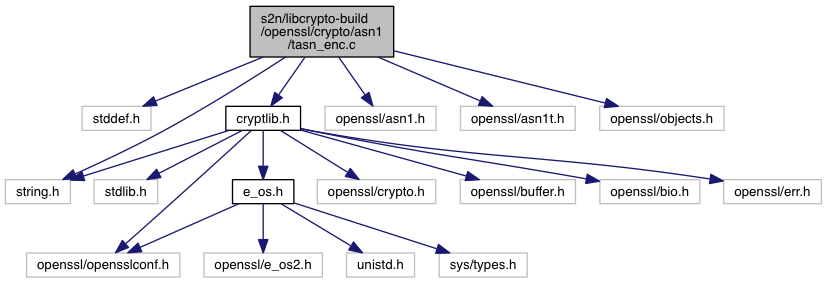 s2n/libcrypto-build
/openssl/crypto/asn1
/tasn_enc.c
stddef.h
cryptlib.h
openssl/asn1.h
openssl/asn1t.h
openssl/objects.h
string.h
stdlib.h
e_os.h
openssl/crypto.h
openssl/buffer.h
openssl/bio.h
openssl/err.h
openssl/opensslconf.h
openssl/e_os2.h
unistd.h
sys/types.h